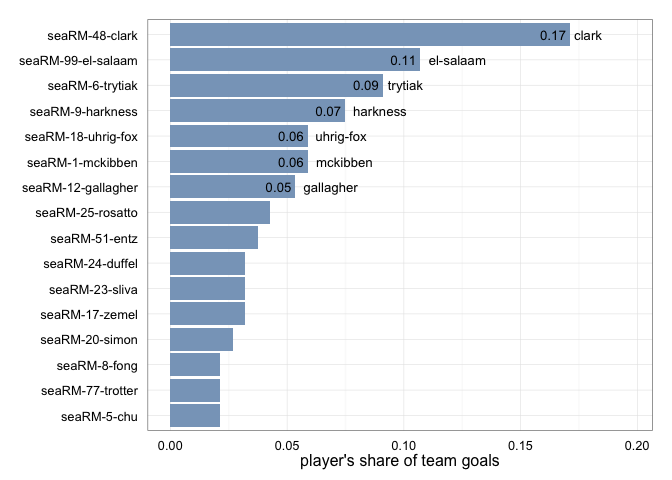 seaRM-48-clark 0.17 clark
seaRM-99-el-salaam 0.11 el-salaam
seaRM-6-trytiak 0.09 trytiak
seaRM-9-harkness 0.07 harkness
seaRM-18-uhrig-fox 0.06 uhrig-fox
seaRM-1-mckibben 0.06 mckibben
seaRM-12-gallagher 0.05 gallagher
seaRM-25-rosatto
seaRM-51-entz
seaRM-24-duffel
seaRM-23-sliva
seaRM-17-zemel
seaRM-20-simon
seaRM-8-fong
seaRM-77-trotter
seaRM-5-chu
0.00 0.05 0.10 0.15 0.20
player's share of team goals